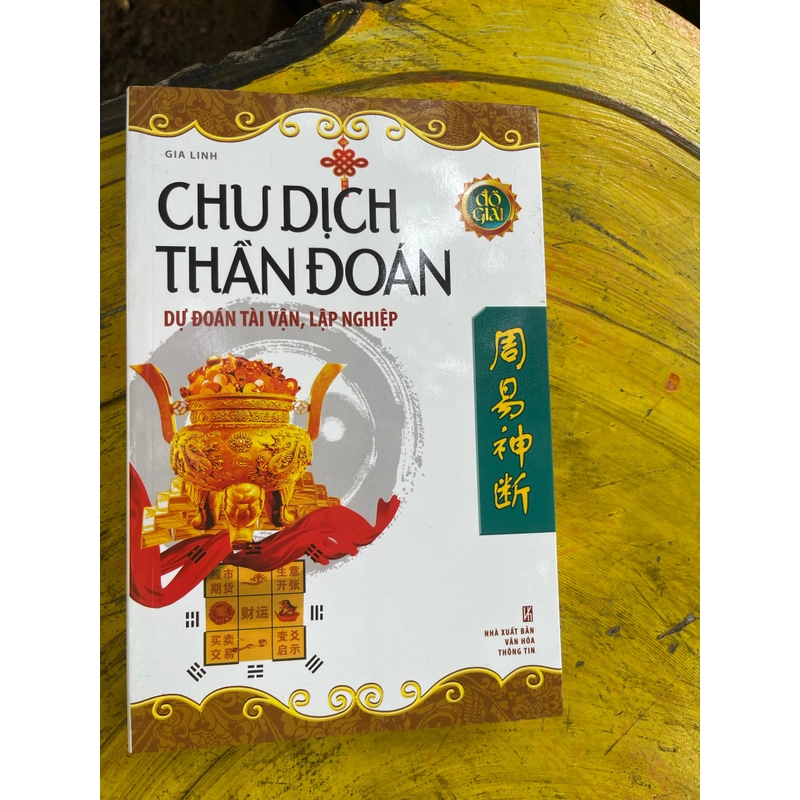 GIA LINH
CHU DỊCH
THẦN ĐOÁN
ĐỒ
GIẢI
DỰ ĐOÁN TÀI VẬN, LẬP NGHIỆP
周易神断
股市
期货
生意
开张
财运
买卖
交易
变爻
启示
NHÀ XUẤT BẢN
VĂN HÓA
THÔNG TIN